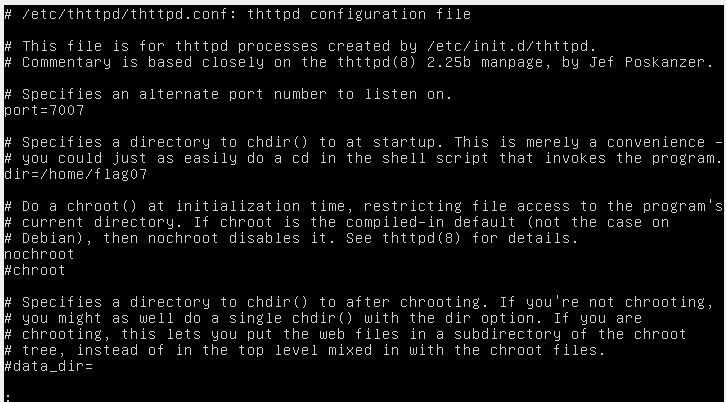 # /etc/thttpd/thttpd.conf: thttpd configuration file
# This file is for thttpd processes created by /etc/init.d/thttpd.
# Commentary is based closely on the thttpd(8) 2.25b manpage, by Jef Poskanzer.
# Specifies an alternate port number to listen on.
port=7007
# Specifies a directory to chdir() to at startup. This is merely a convenience -
# you could just as easily do a cd in the shell script that invokes the program.
dir=/home/flag07
# Do a chroot() at initialization time, restricting file access to the program's
# current directory. If chroot is the compiled-in default (not the case on
# Debian), then nochroot disables it. See thttpd(8) for details.
nochroot
#chroot
# Specifies a directory to chdir() to after chrooting. If you're not chrooting,
# you might as well do a single chdir() with the dir option. If you are
# chrooting, this lets you put the web files in a subdirectory of the chroot
# tree, instead of in the top level mixed in with the chroot files.
#data_dir=
: